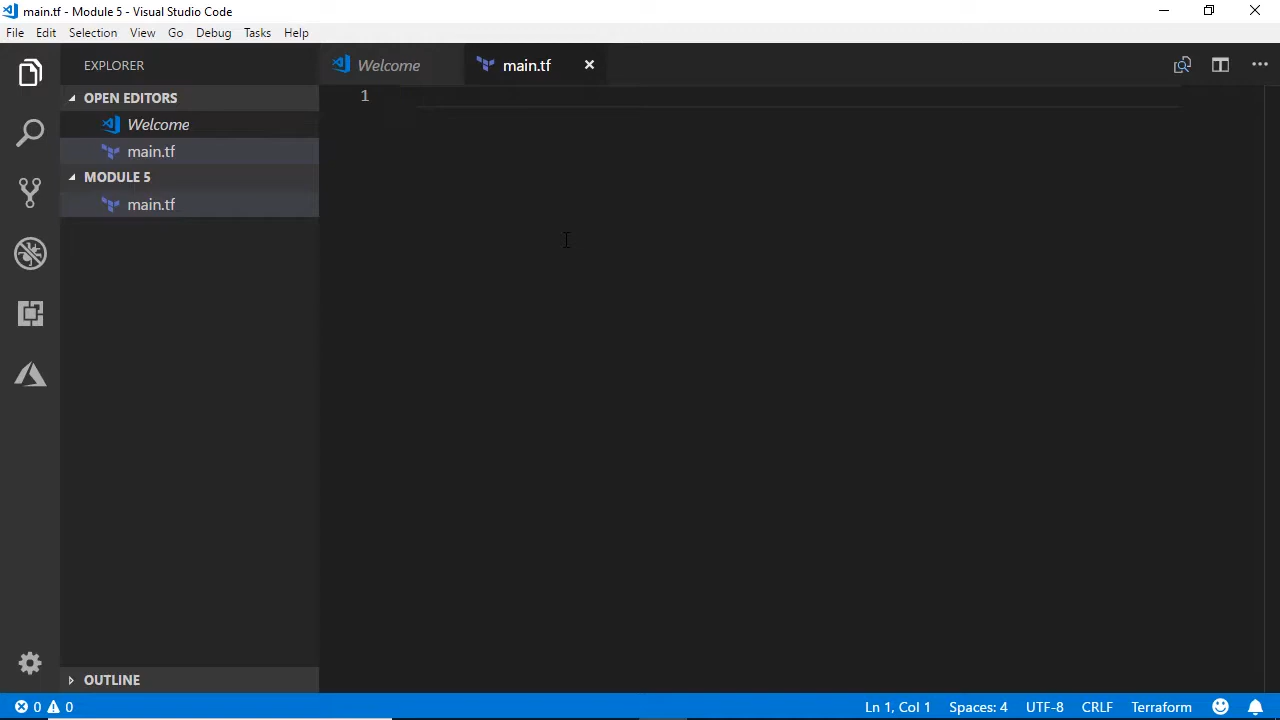 main.tf - Module 5 - Visual Studio Code
File Edit Selection View Go Debug Tasks Help
EXPLORER
Welcome
main.tf
OPEN EDITORS
Welcome
main.tf
MODULE 5
main.tf
OUTLINE
1
0 0
Ln 1, Col 1 Spaces: 4 UTF-8 CRLF Terraform